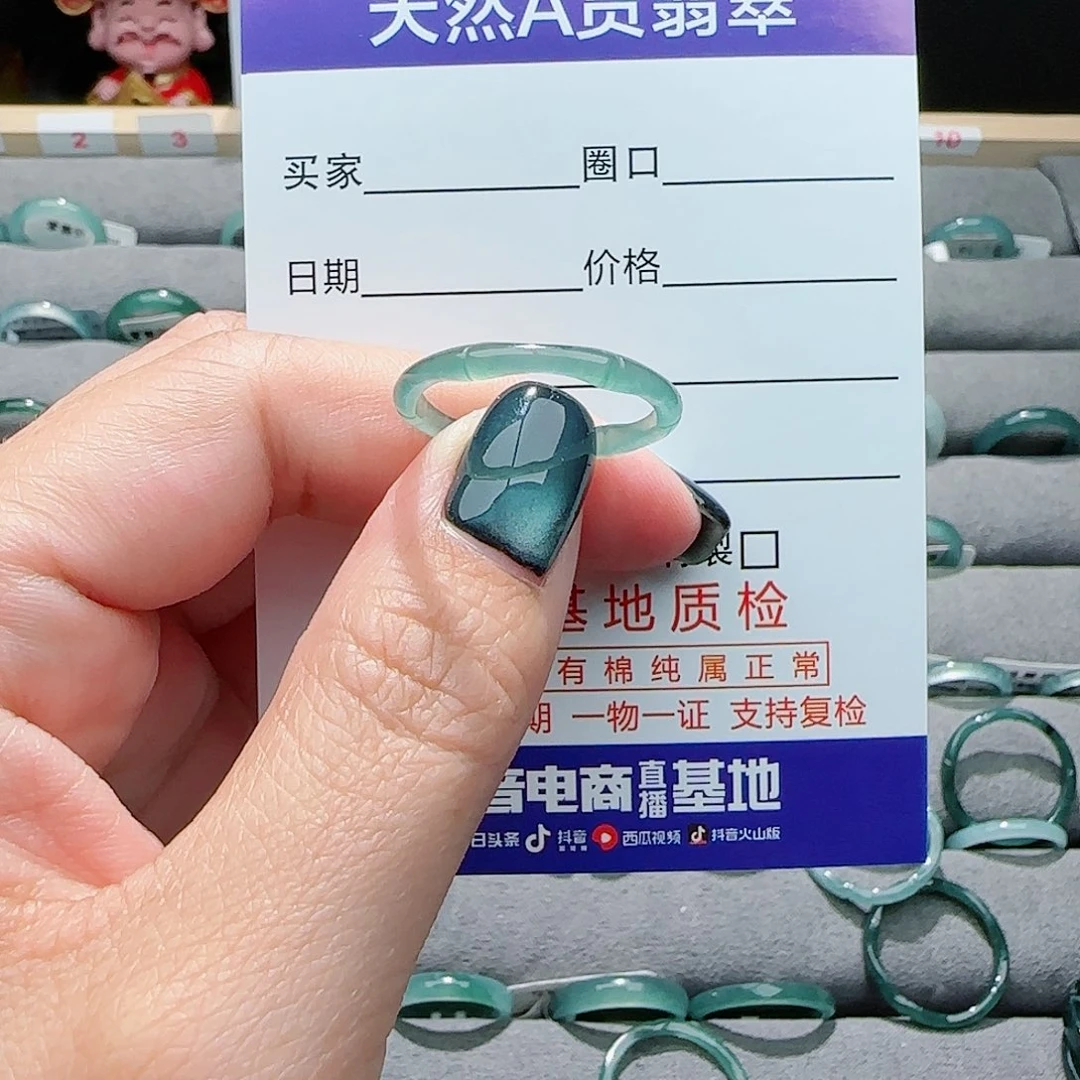 天然A货翡翠
2 3 10
买家 圈口
日期 价格
裂
基地质检
有棉纯属正常
期 一物一证 支持复检
音电商直播基地
日头条 抖音 西瓜视频 抖音火山版